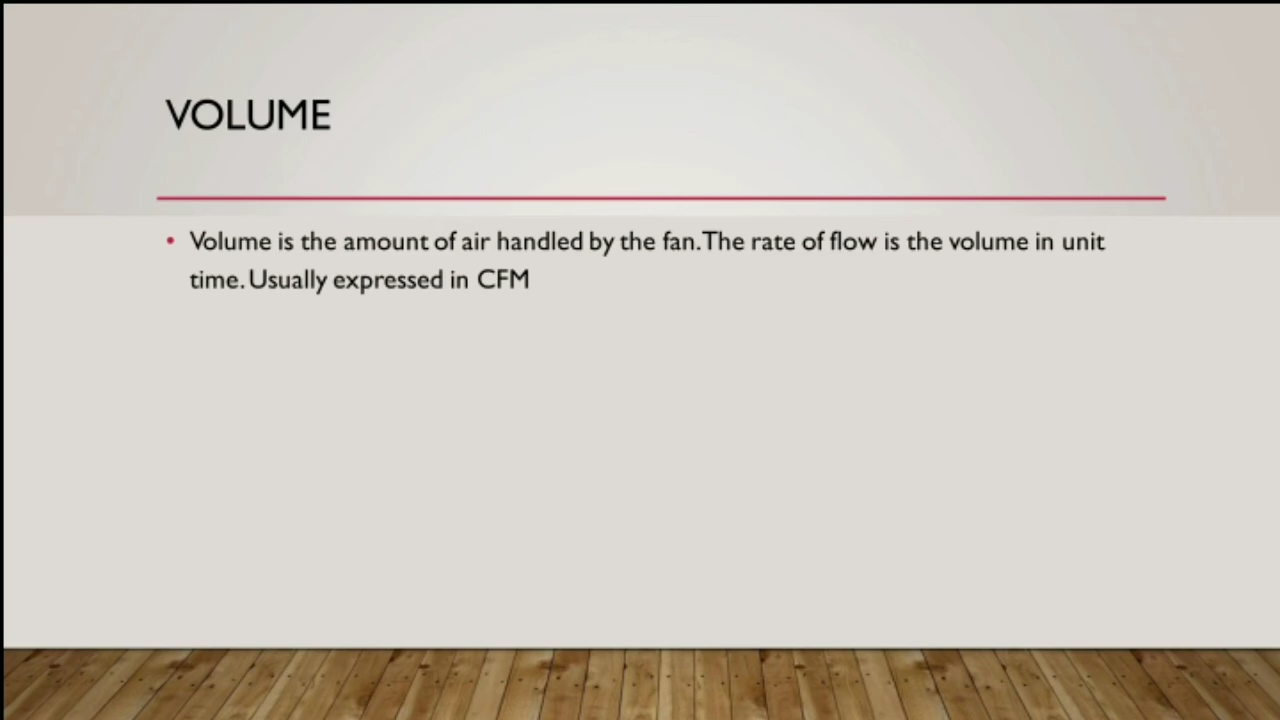 VOLUME
• Volume is the amount of air handled by the fan. The rate of flow is the volume in unit
time. Usually expressed in CFM